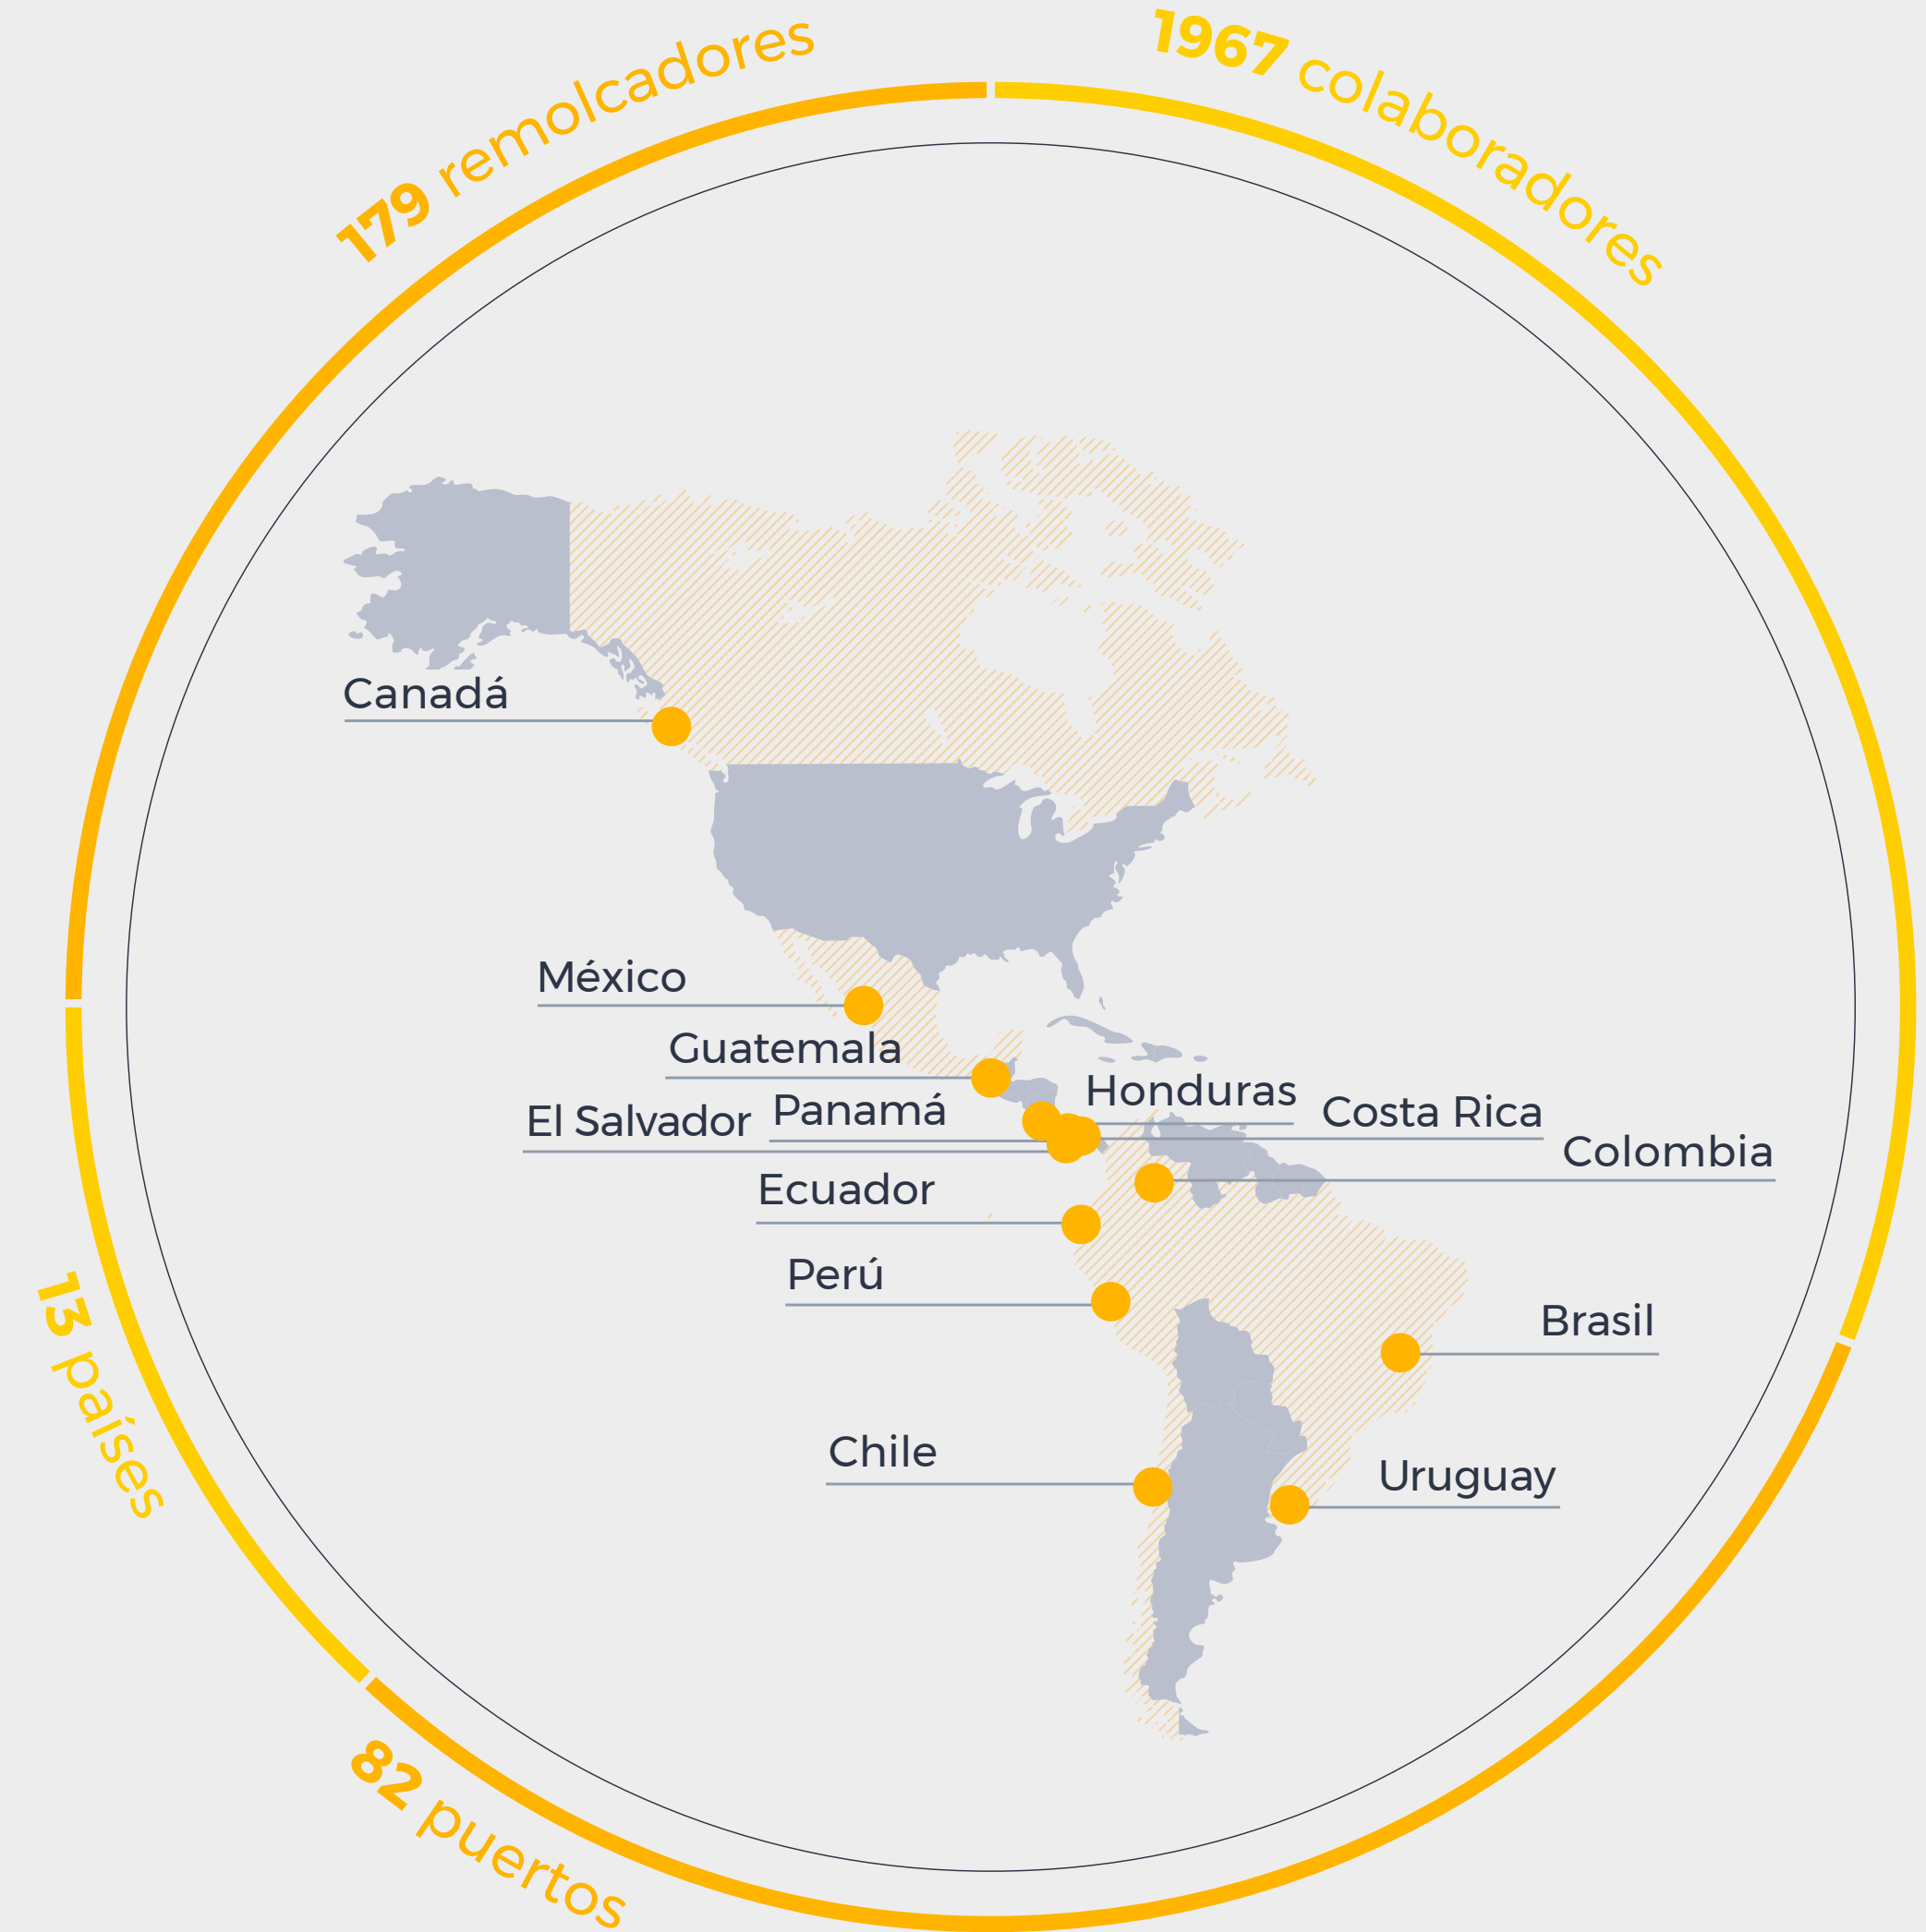 179 remolcadores
1967 colaboradores
Canadá
México
Guatemala
Honduras
Panamá
Costa Rica
El Salvador
Colombia
Ecuador
Perú
Brasil
Chile
Uruguay
13 países
82 puertos